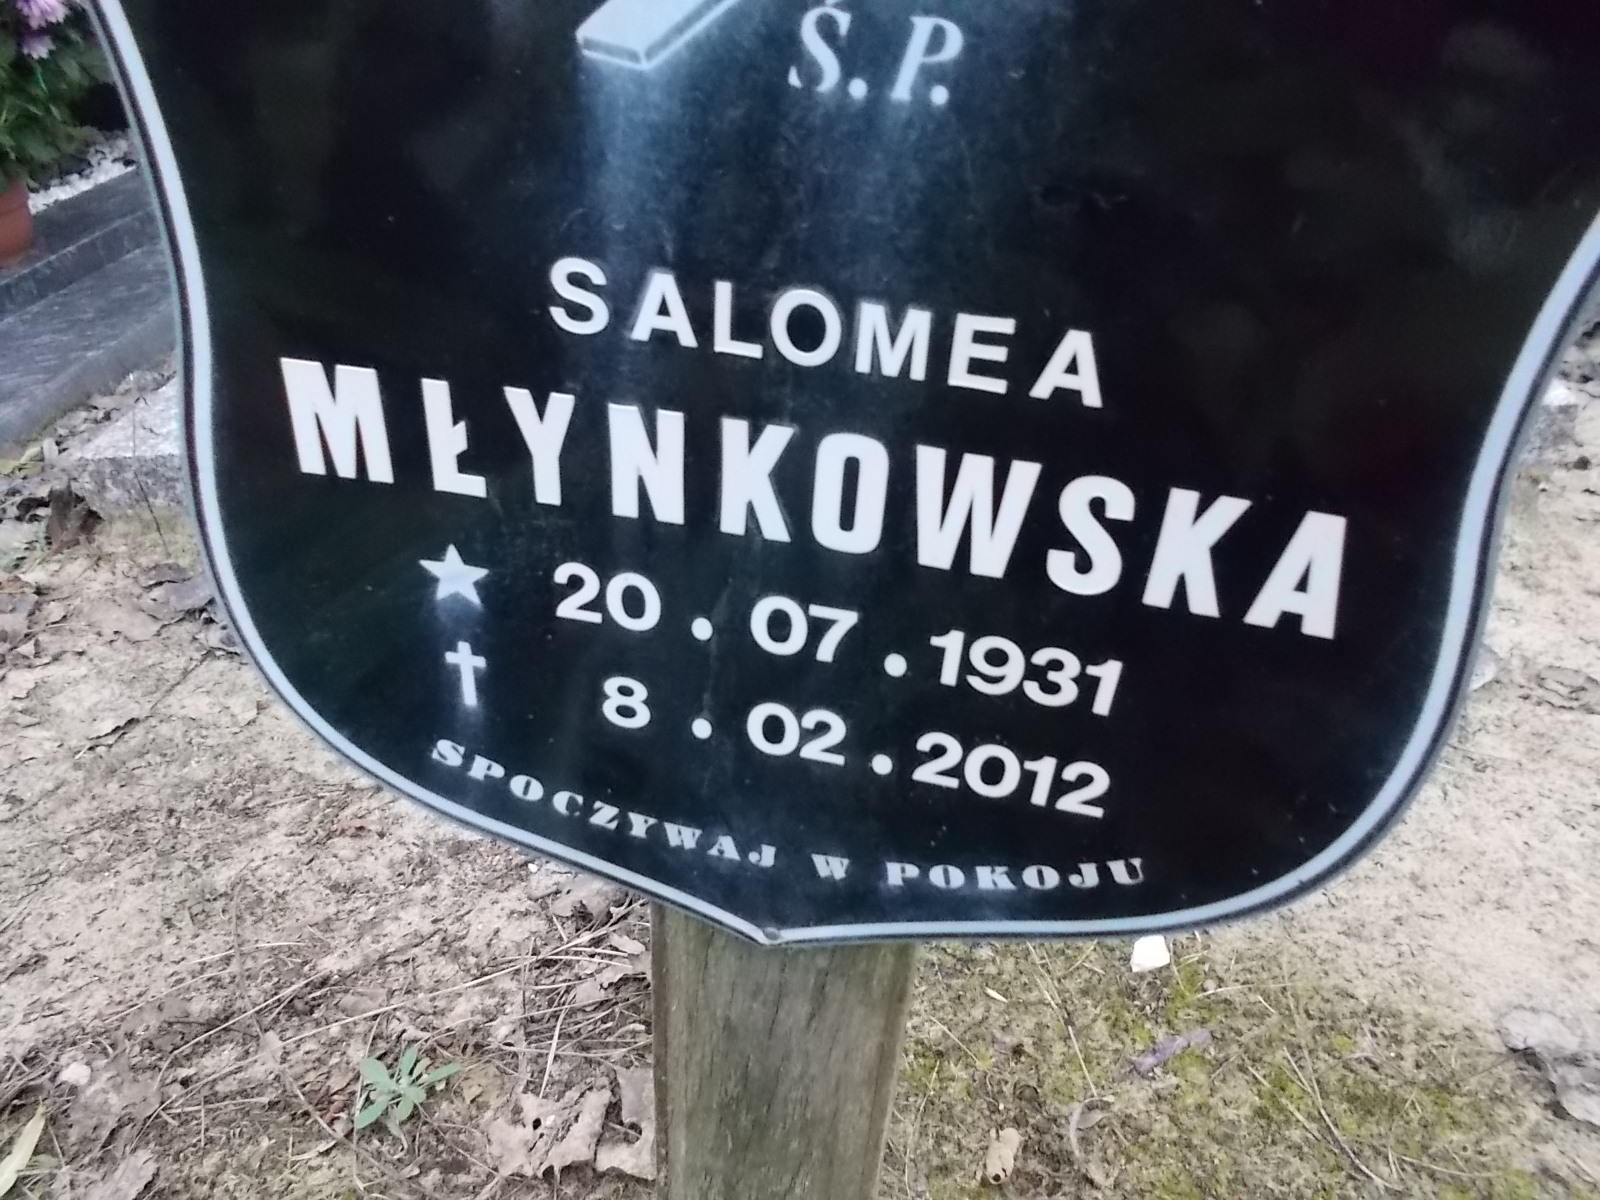 Ś.P.
SALOMEA
MŁYNKOWSKA
★ 20.07.1931
✝ 8.02.2012
SPOCZYWAJ W POKOJU